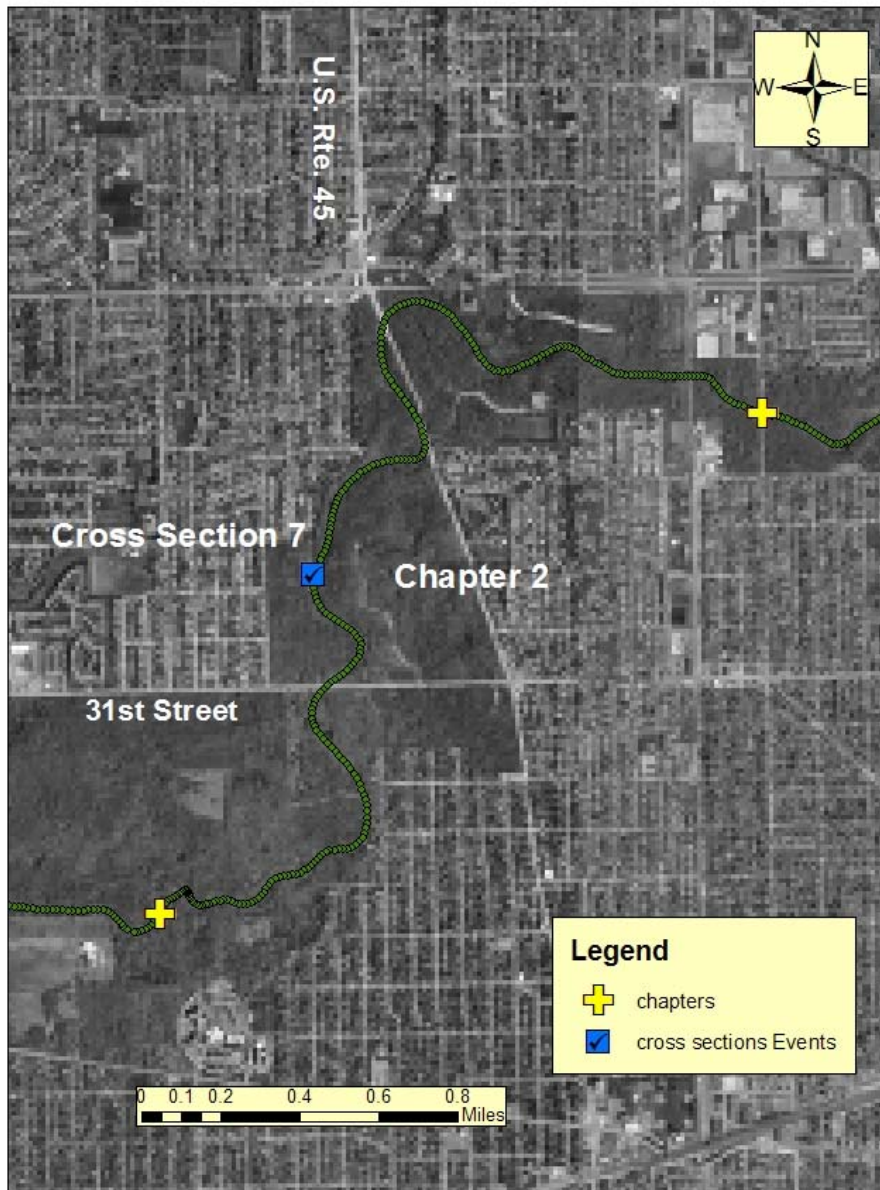 N
W E
S
U.S. Rte. 45
Cross Section 7
Chapter 2
31st Street
Legend
chapters
cross sections Events
0 0.1 0.2 0.4 0.6 0.8
Miles